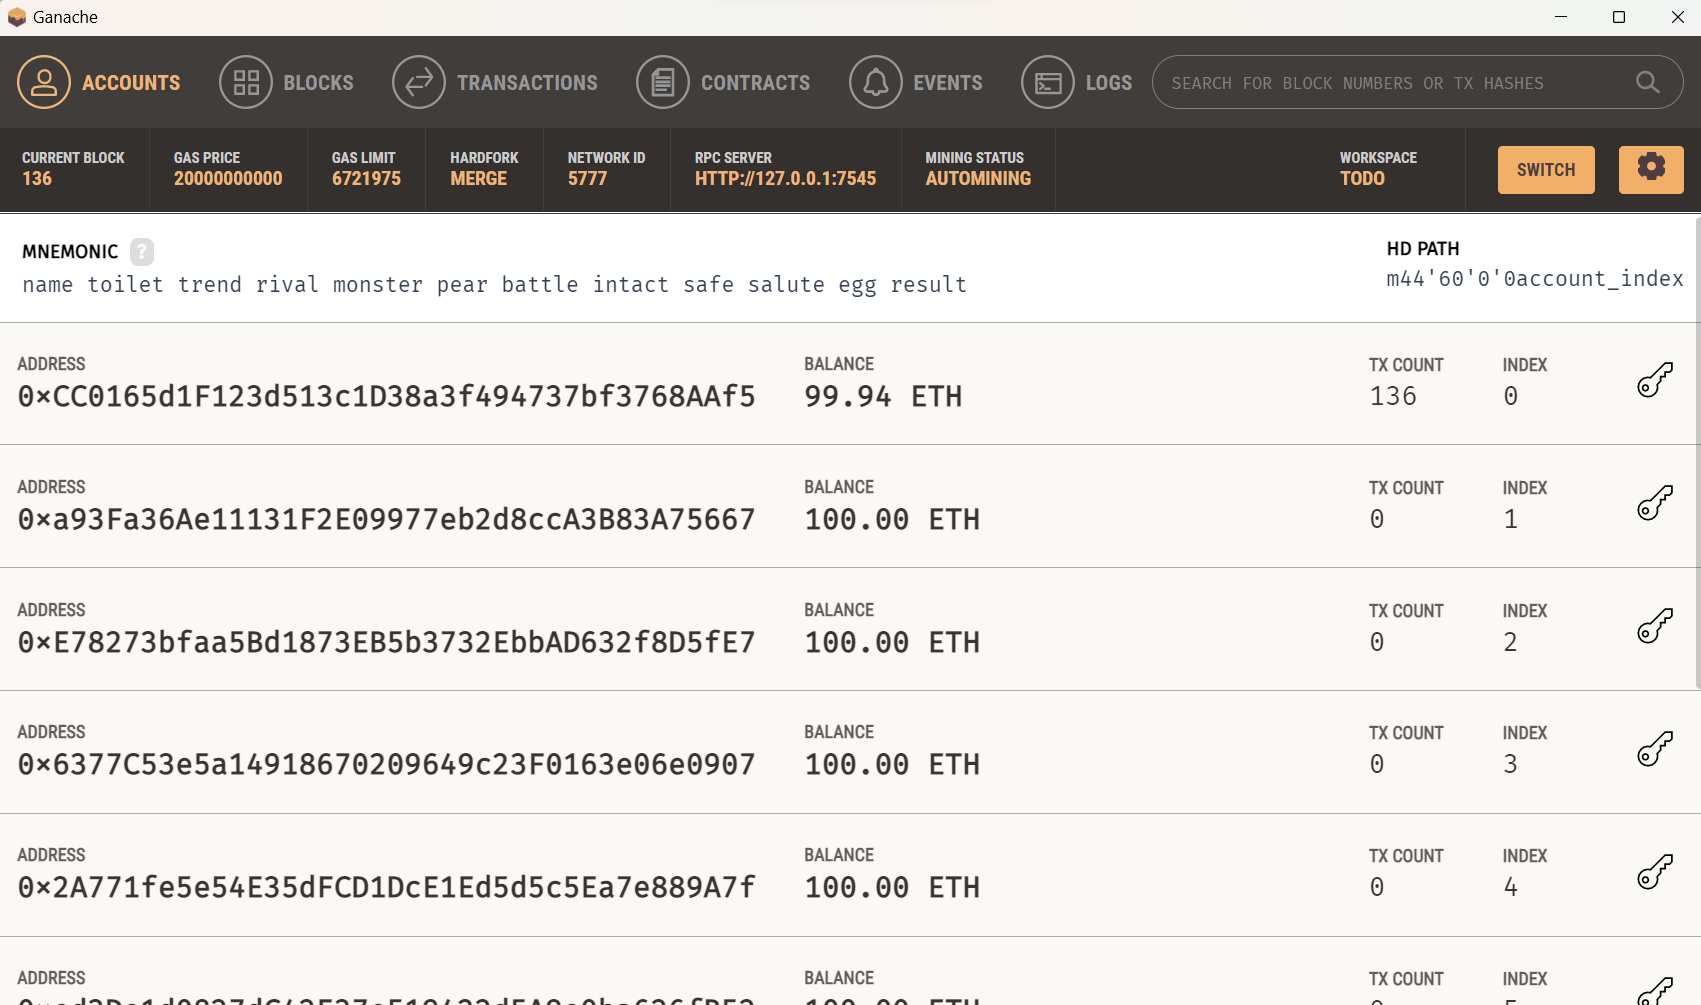 Ganache
ACCOUNTS BLOCKS TRANSACTIONS CONTRACTS EVENTS LOGS SEARCH FOR BLOCK NUMBERS OR TX HASHES
CURRENT BLOCK GAS PRICE GAS LIMIT HARDFORK NETWORK ID RPC SERVER MINING STATUS WORKSPACE
136 20000000000 6721975 MERGE 5777 HTTP://127.0.0.1:7545 AUTOMINING TODO SWITCH
MNEMONIC ? HD PATH
name toilet trend rival monster pear battle intact safe salute egg result m44'60'0'0account_index
ADDRESS BALANCE TX COUNT INDEX
0×CC0165d1F123d513c1D38a3f494737bf3768AAf5 99.94 ETH 136 0
ADDRESS BALANCE TX COUNT INDEX
0×a93Fa36Ae11131F2E09977eb2d8ccA3B83A75667 100.00 ETH 0 1
ADDRESS BALANCE TX COUNT INDEX
0×E78273bfaa5Bd1873EB5b3732EbbAD632f8D5fE7 100.00 ETH 0 2
ADDRESS BALANCE TX COUNT INDEX
0×6377C53e5a14918670209649c23F0163e06e0907 100.00 ETH 0 3
ADDRESS BALANCE TX COUNT INDEX
0×2A771fe5e54E35dFCD1DcE1Ed5d5c5Ea7e889A7f 100.00 ETH 0 4
ADDRESS BALANCE TX COUNT INDEX
100.00 ETH 0 5